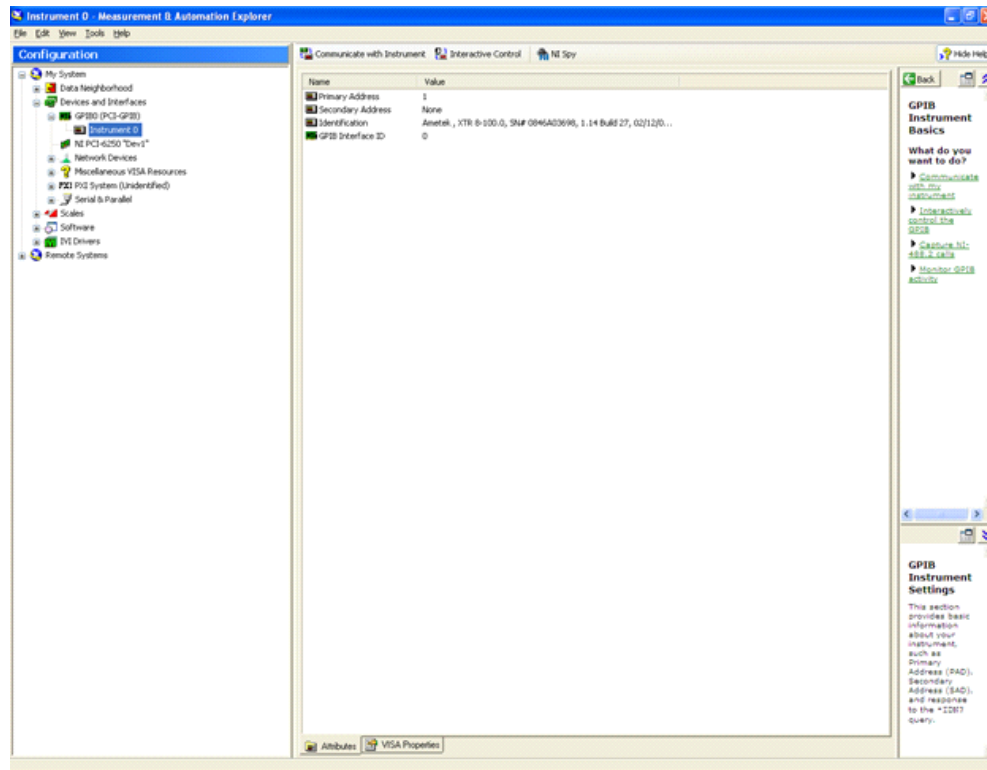 Instrument 0 - Measurement & Automation Explorer
File Edit View Tools Help
Configuration
My System
Data Neighborhood
Devices and Interfaces
GPIB0 (PCI-GPIB)
Instrument 0
NI PCI-6250 "Dev1"
Network Devices
Miscellaneous VISA Resources
PXI PXI System (Unidentified)
Serial & Parallel
Scales
Software
IVI Drivers
Remote Systems
Communicate with Instrument Interactive Control NI Spy
Hide Help
Name Value
Primary Address 1
Secondary Address None
Identification Ametek , XTR 8-100.0, SN# 0846A03698, 1.14 Build 27, 02/12/0...
GPIB Interface ID 0
Attributes VISA Properties
Back
GPIB
Instrument
Basics
What do you
want to do?
Communicate
with my
instrument
Interactively
control the
GPIB
Capture NI-
488.2 calls
Monitor GPIB
activity
GPIB
Instrument
Settings
This section
provides basic
information
about your
instrument,
such as
Primary
Address (PAD),
Secondary
Address (SAD),
and response
to the *IDN?
query.